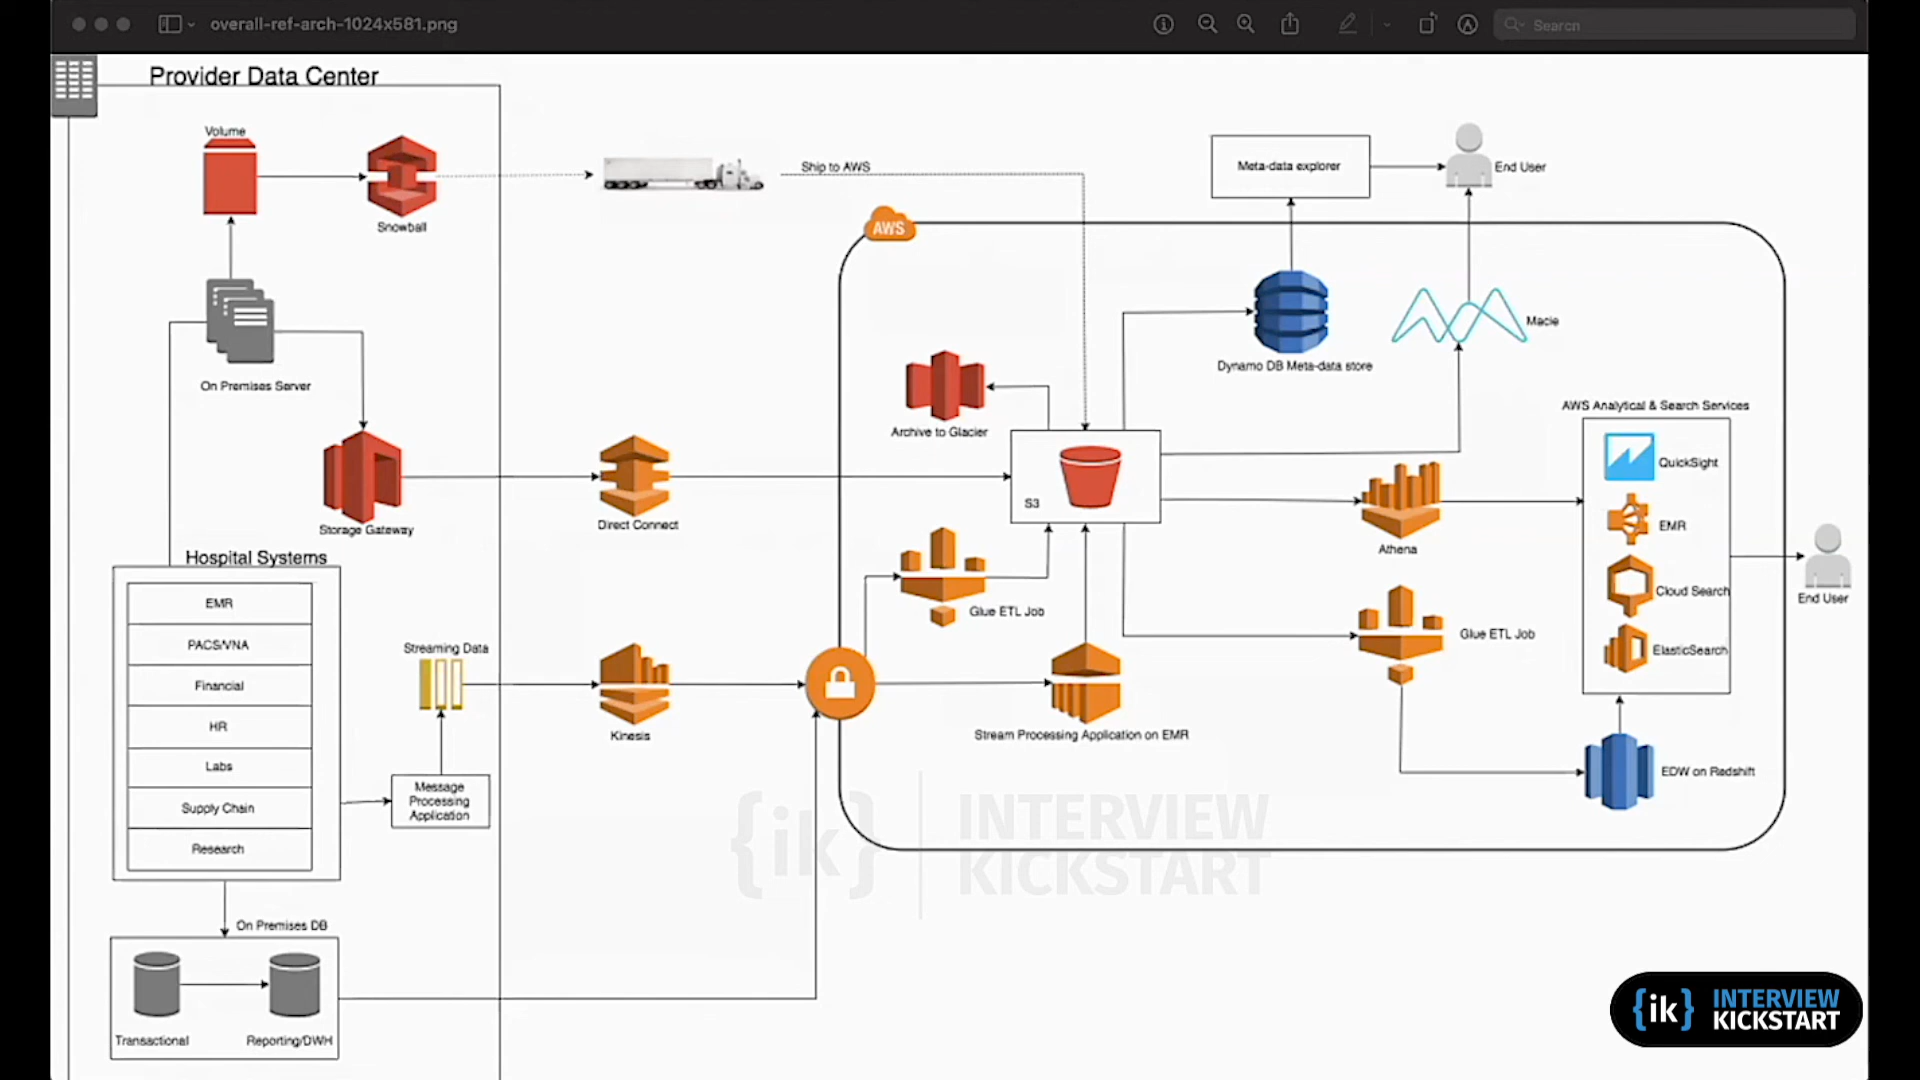 overall-ref-arch-1024x581.png
Search
Provider Data Center
Volume
Snowball
Ship to AWS
Meta-data explorer
End User
AWS
On Premises Server
Dynamo DB Meta-data store
Macie
Archive to Glacier
AWS Analytical & Search Services
QuickSight
S3
Storage Gateway
Direct Connect
EMR
Athena
Hospital Systems
Cloud Search
End User
EMR
Glue ETL Job
PACS/VNA
Streaming Data
Glue ETL Job
ElasticSearch
Financial
HR
Kinesis
Stream Processing Application on EMR
Labs
EDW on Redshift
Message
Processing
Application
Supply Chain
Research
{ik} INTERVIEW
KICKSTART
On Premises DB
Transactional
Reporting/DWH
{ik} INTERVIEW
KICKSTART